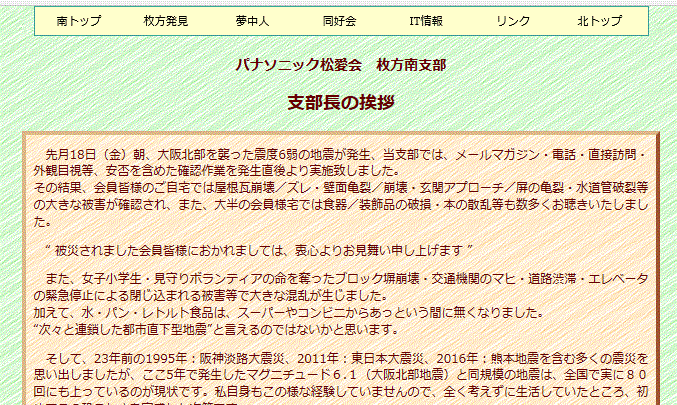 南トップ 枚方発見 夢中人 同好会 IT情報 リンク 北トップ
パナソニック松愛会 枚方南支部
支部長の挨拶
先月18日（金）朝、大阪北部を襲った震度6弱の地震が発生、当支部では、メールマガジン・電話・直接訪問・
外観目視等、安否を含めた確認作業を発生直後より実施致しました。
その結果、会員皆様のご自宅では屋根瓦崩壊／ズレ・壁面亀裂／崩壊・玄関アプローチ／屏の亀裂・水道管破裂等
の大きな被害が確認され、また、大半の会員様宅では食器／装飾品の破損・本の散乱等も数多くお聴きいたしまし
た。
“ 被災されました会員皆様におかれましては、衷心よりお見舞い申し上げます ”
また、女子小学生・見守りボランティアの命を奪ったブロック塀崩壊・交通機関のマヒ・道路渋滞・エレベータ
の緊急停止による閉じ込まれる被害等で大きな混乱が生じました。
加えて、水・パン・レトルト食品は、スーパーやコンビニからあっという間に無くなりました。
“次々と連鎖した都市直下型地震”と言えるのではないかと思います。
そして、23年前の1995年：阪神淡路大震災、2011年：東日本大震災、2016年：熊本地震を含む多くの震災を
思い出しましたが、ここ5年で発生したマグニチュード６.１（大阪北部地震）と同規模の地震は、全国で実に８０
回にも上っているのが現状です。私自身もこの様な経験していませんので、全く考えずに生活していたところ、初